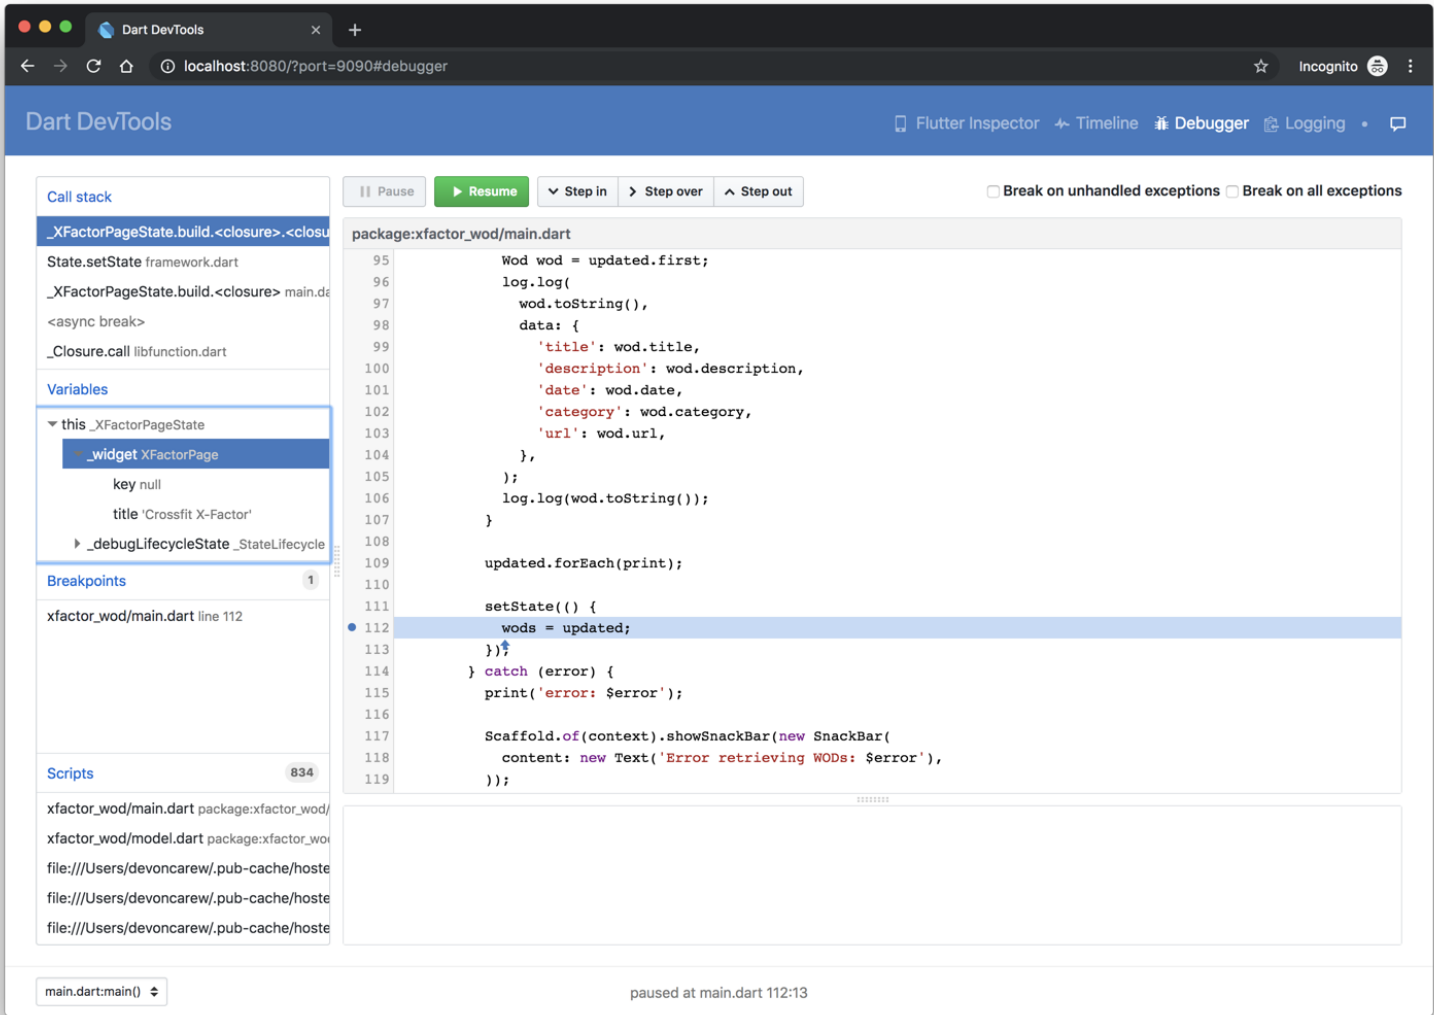 Dart DevTools
localhost:8080/?port=9090#debugger
Incognito
Dart DevTools
Flutter Inspector
Timeline
Debugger
Logging
Call stack
_XFactorPageState.build.<closure>.<closu
State.setState framework.dart
_XFactorPageState.build.<closure> main.da
<async break>
_Closure.call libfunction.dart
Variables
this _XFactorPageState
_widget XFactorPage
key null
title 'Crossfit X-Factor'
_debugLifecycleState _StateLifecycle
Breakpoints 1
xfactor_wod/main.dart line 112
Scripts 834
xfactor_wod/main.dart package:xfactor_wod/
xfactor_wod/model.dart package:xfactor_wo
file:///Users/devoncarew/.pub-cache/hoste
file:///Users/devoncarew/.pub-cache/hoste
file:///Users/devoncarew/.pub-cache/hoste
Pause
Resume
Step in
Step over
Step out
Break on unhandled exceptions
Break on all exceptions
package:xfactor_wod/main.dart
95 Wod wod = updated.first;
96 log.log(
97 wod.toString(),
98 data: {
99 'title': wod.title,
100 'description': wod.description,
101 'date': wod.date,
102 'category': wod.category,
103 'url': wod.url,
104 },
105 );
106 log.log(wod.toString());
107 }
108
109 updated.forEach(print);
110
111 setState(() {
112 wods = updated;
113 });
114 } catch (error) {
115 print('error: $error');
116
117 Scaffold.of(context).showSnackBar(new SnackBar(
118 content: new Text('Error retrieving WODs: $error'),
119 ));
main.dart:main()
paused at main.dart 112:13